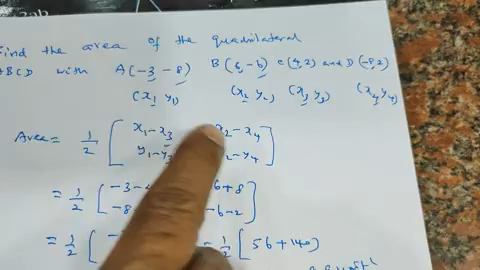 Find the area of the quadrilateral
ABCD with A(-3 -8) B(6, -6) C(4,2) and D(-8,2)
(x1 y1) (x2 y2) (x3 y3) (x4 y4)
Area = 1/2 [ x1-x3 x2-x4
y1-y3 y2-y4 ]
= 1/2 [ -3-4 6+8
-8 -6-2 ]
= 1/2 [ = 1/2 [ 56 + 140 )